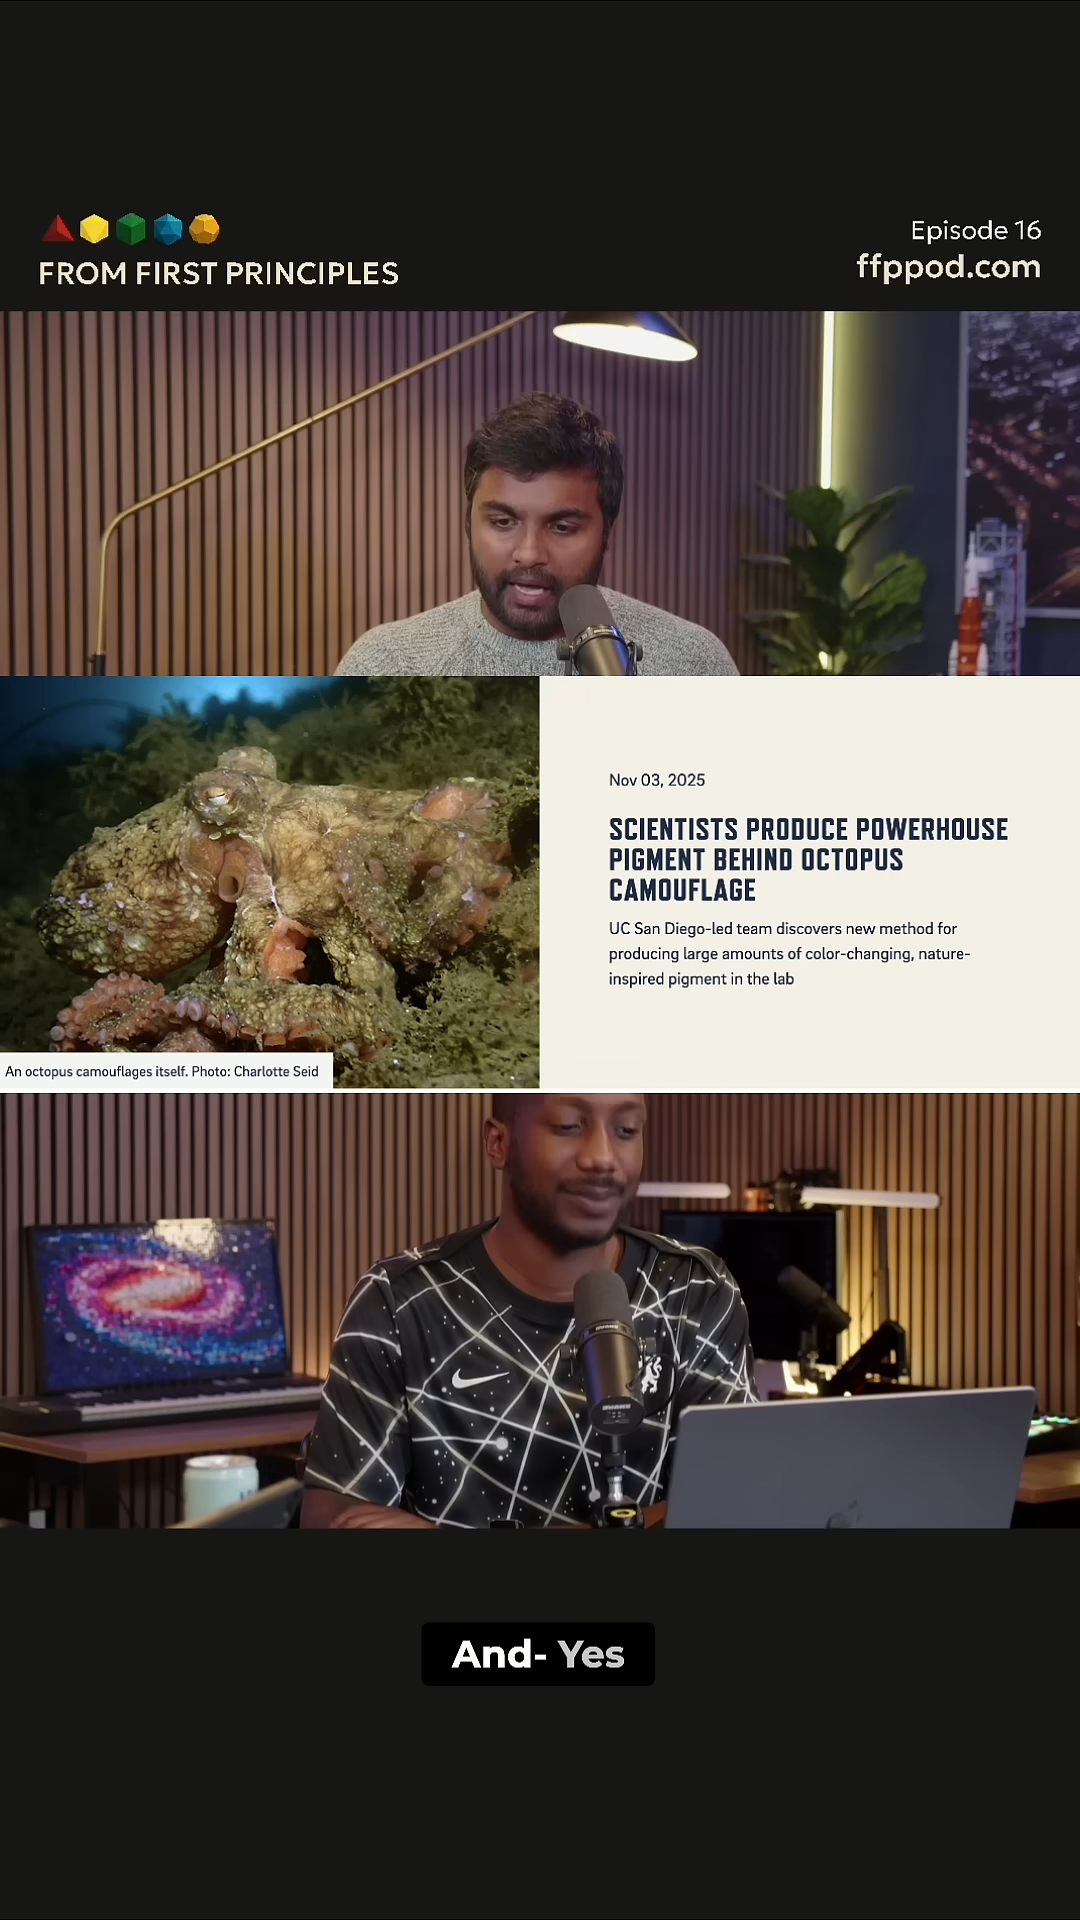 FROM FIRST PRINCIPLES
Episode 16
ffppod.com
Nov 03, 2025
SCIENTISTS PRODUCE POWERHOUSE
PIGMENT BEHIND OCTOPUS
CAMOUFLAGE
UC San Diego-led team discovers new method for
producing large amounts of color-changing, nature-
inspired pigment in the lab
An octopus camouflages itself. Photo: Charlotte Seid
And- Yes